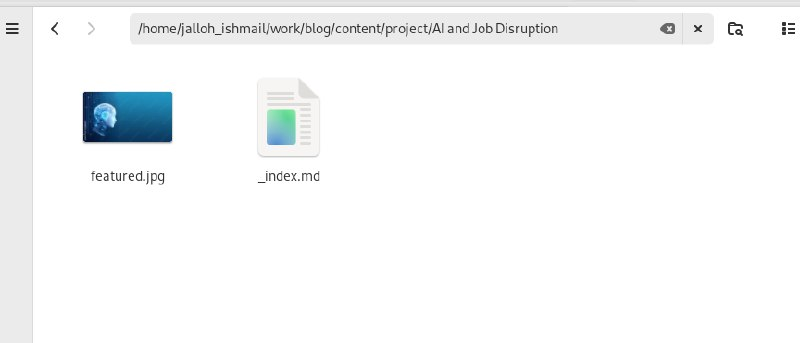 /home/jalloh_ishmail/work/blog/content/project/AI and Job Disruption
featured.jpg
_index.md